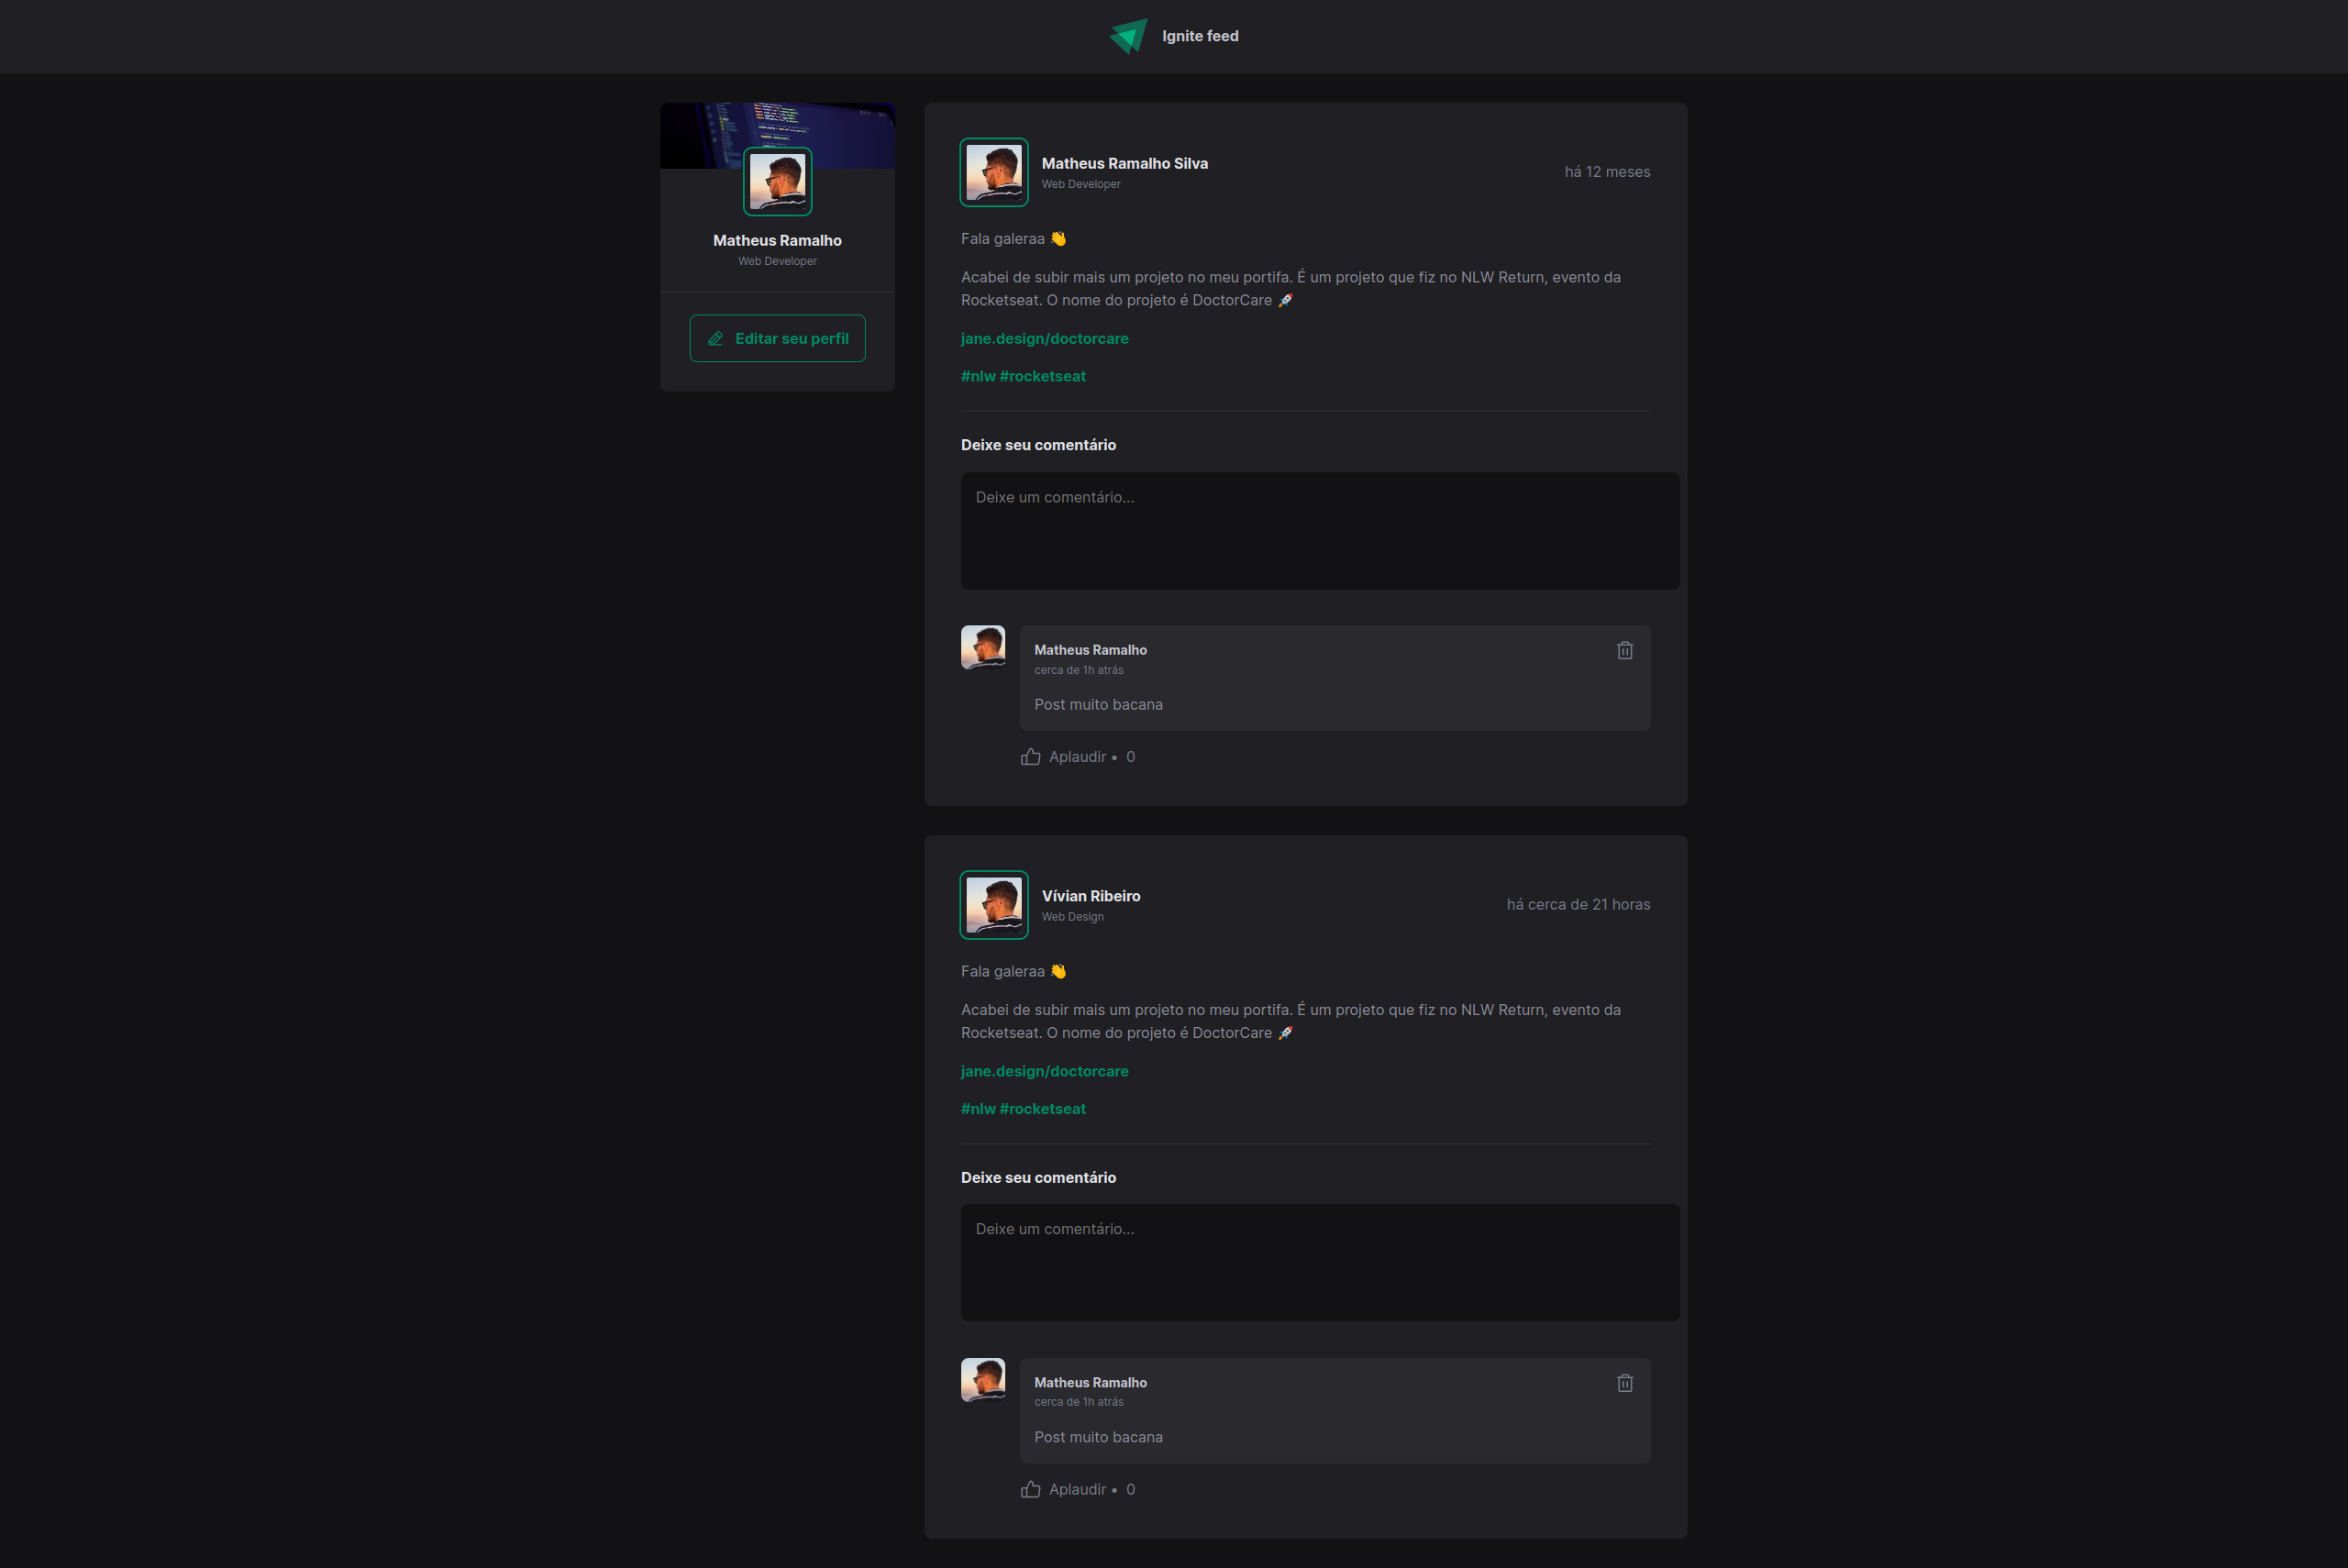 Ignite feed
Matheus Ramalho
Web Developer
Editar seu perfil
Matheus Ramalho Silva
Web Developer
há 12 meses
Fala galeraa 👋
Acabei de subir mais um projeto no meu portifa. É um projeto que fiz no NLW Return, evento da
Rocketseat. O nome do projeto é DoctorCare 🚀
jane.design/doctorcare
#nlw #rocketseat
Deixe seu comentário
Deixe um comentário...
Matheus Ramalho
cerca de 1h atrás
Post muito bacana
Aplaudir • 0
Vívian Ribeiro
Web Design
há cerca de 21 horas
Fala galeraa 👋
Acabei de subir mais um projeto no meu portifa. É um projeto que fiz no NLW Return, evento da
Rocketseat. O nome do projeto é DoctorCare 🚀
jane.design/doctorcare
#nlw #rocketseat
Deixe seu comentário
Deixe um comentário...
Matheus Ramalho
cerca de 1h atrás
Post muito bacana
Aplaudir • 0